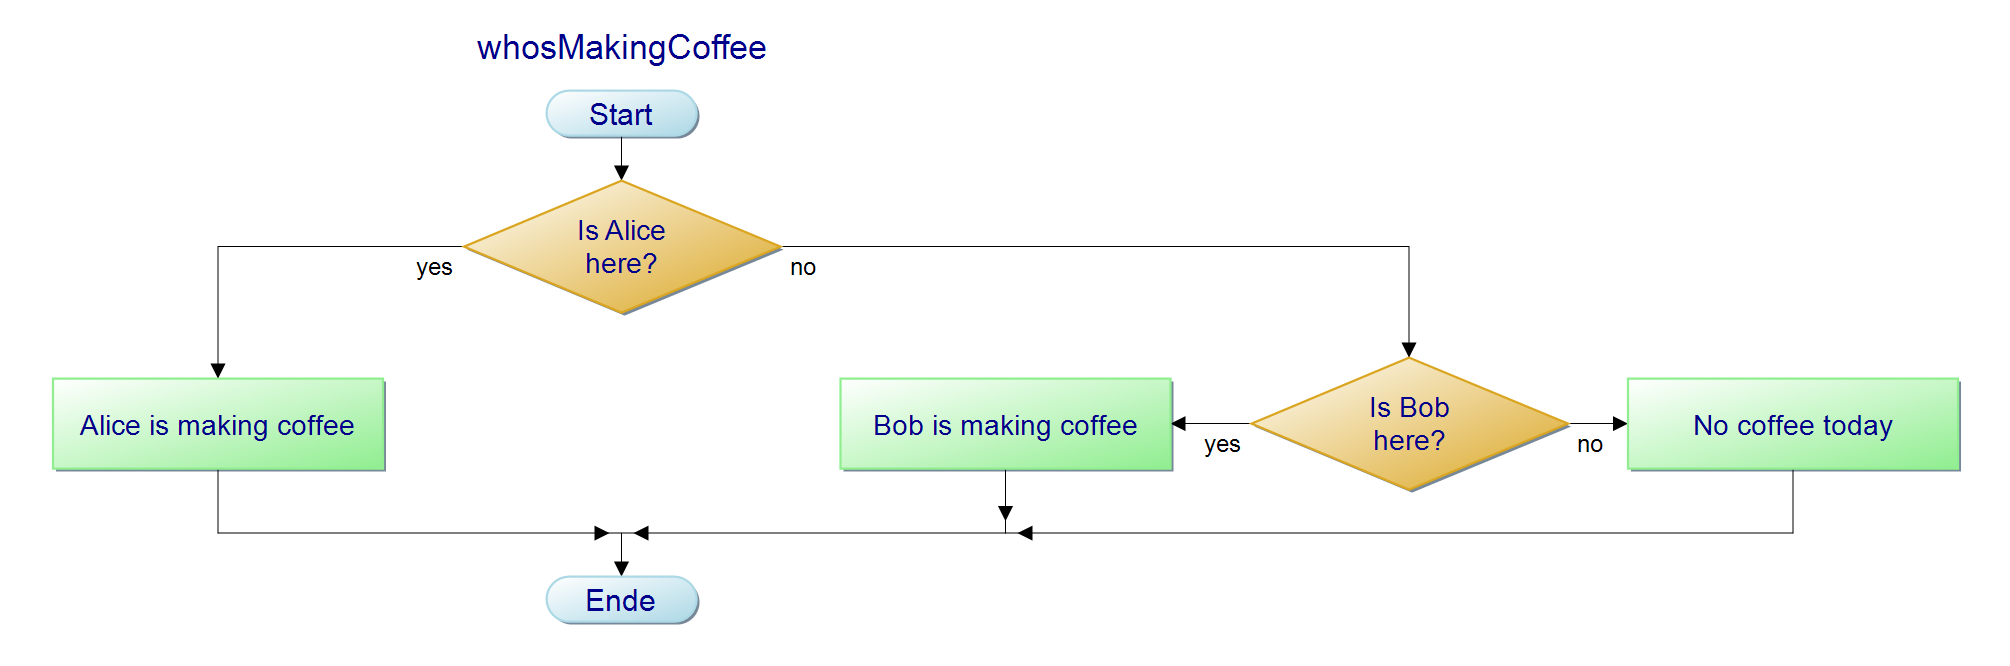 whosMakingCoffee
Start
Is Alice
here?
yes
no
Alice is making coffee
Bob is making coffee
yes
Is Bob
here?
no
No coffee today
Ende